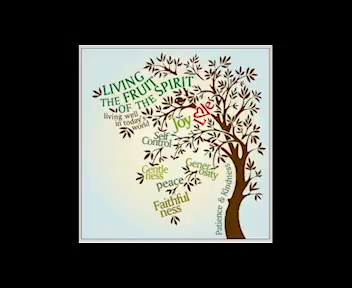 LIVING
THE FRUIT
OF THE SPIRIT
living well
in today's
world
Joy
Self
Control
Gentle
ness
Gener
osity
peace
Faithful
ness
Patience & Kindness